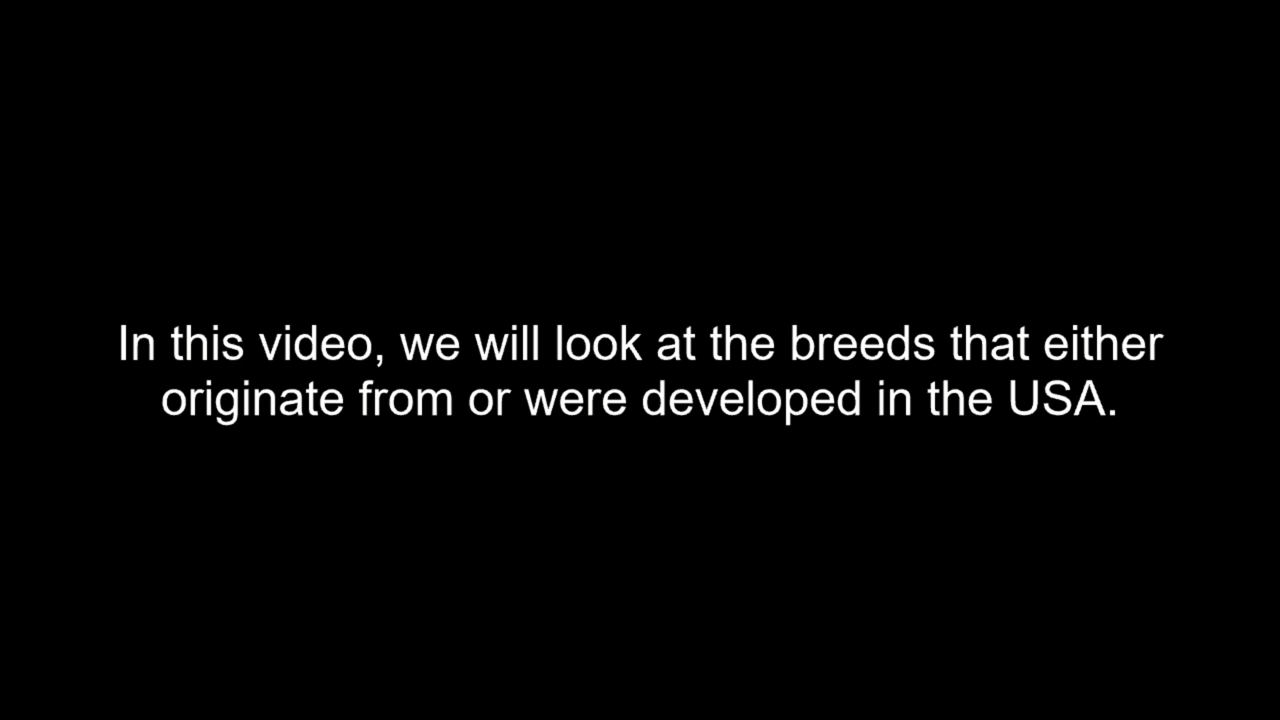 In this video, we will look at the breeds that either
originate from or were developed in the USA.